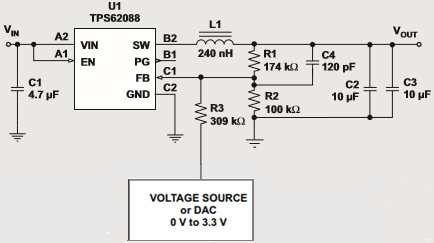 U1
TPS62088
VIN
A2
VIN
A1
EN
SW
B2
PG
B1
FB
C1
GND
C2
L1
240 nH
VOUT
R1
174 kΩ
C4
120 pF
C1
4.7 µF
R2
100 kΩ
C2
10 µF
C3
10 µF
R3
309 kΩ
VOLTAGE SOURCE
or DAC
0 V to 3.3 V